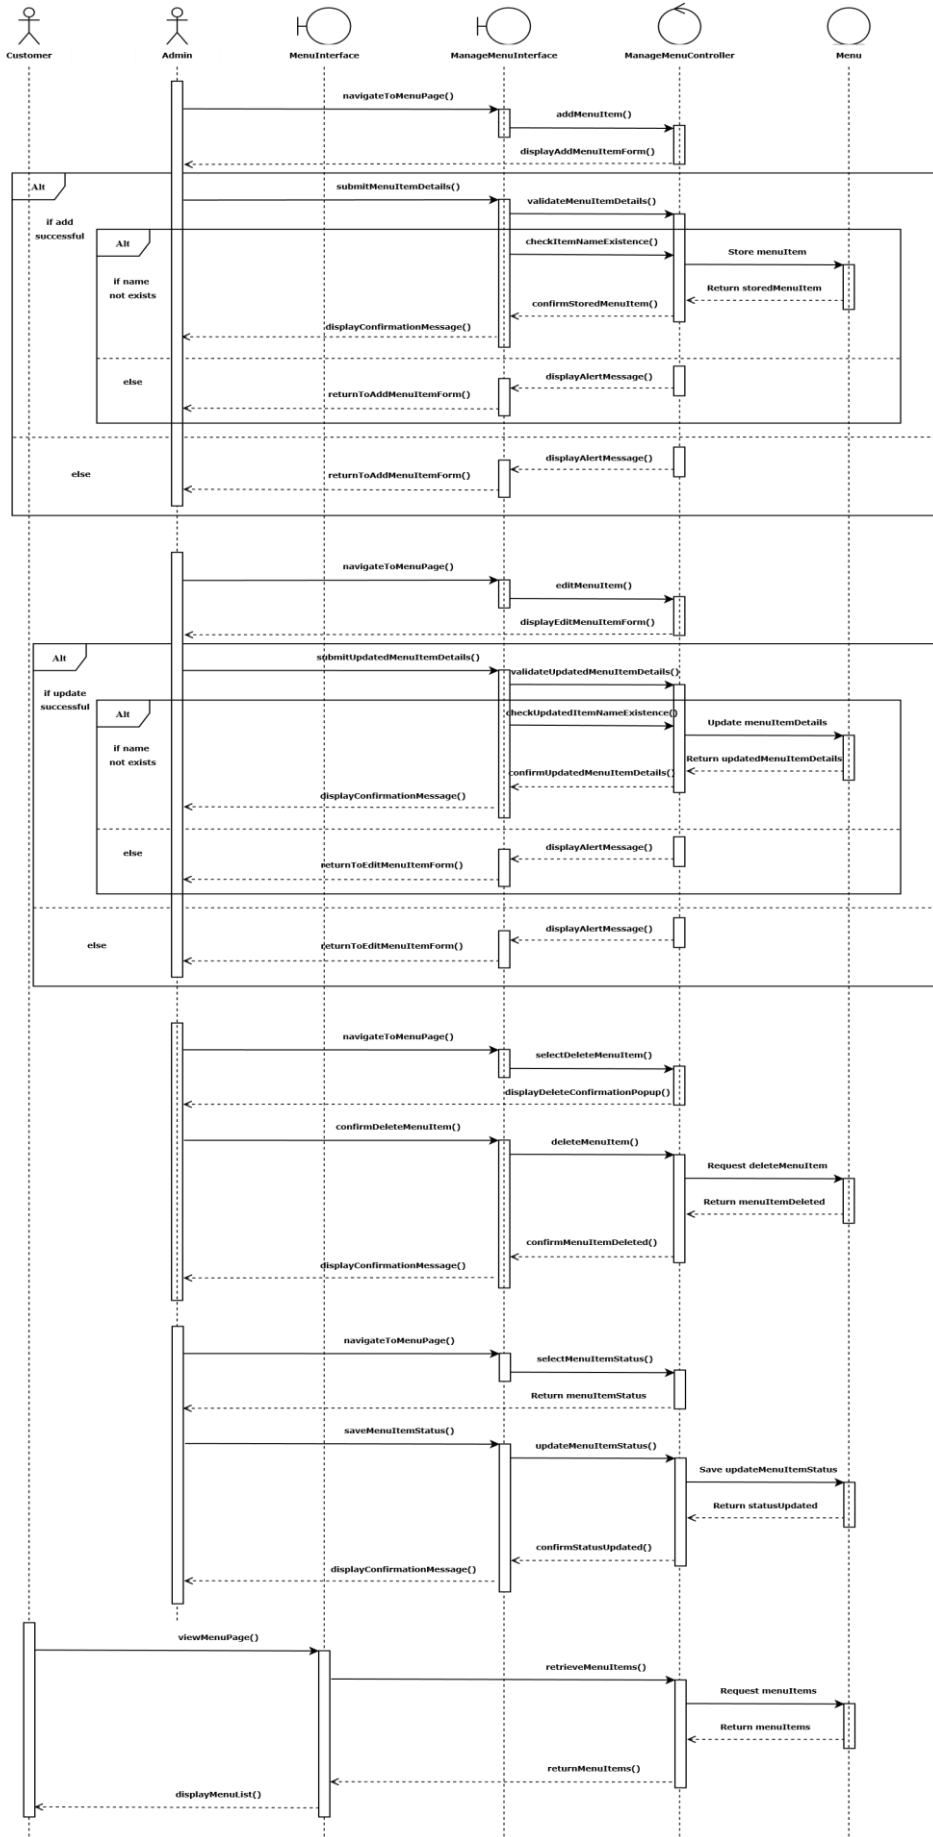 Customer
Admin
MenuInterface
ManageMenuInterface
ManageMenuController
Menu
navigateToMenuPage()
addMenuItem()
displayAddMenuItemForm()
Alt
submitMenuItemDetails()
validateMenuItemDetails()
if add
successful
Alt
checkItemNameExistence()
Store menuItem
if name
not exists
Return storedMenuItem
confirmStoredMenuItem()
displayConfirmationMessage()
else
displayAlertMessage()
returnToAddMenuItemForm()
displayAlertMessage()
else
returnToAddMenuItemForm()
navigateToMenuPage()
editMenuItem()
displayEditMenuItemForm()
Alt
submitUpdatedMenuItemDetails()
validateUpdatedMenuItemDetails()
if update
successful
Alt
checkUpdatedItemNameExistence()
Update menuItemDetails
if name
not exists
Return updatedMenuItemDetails
confirmUpdatedMenuItemDetails()
displayConfirmationMessage()
else
displayAlertMessage()
returnToEditMenuItemForm()
displayAlertMessage()
else
returnToEditMenuItemForm()
navigateToMenuPage()
selectDeleteMenuItem()
displayDeleteConfirmationPopup()
confirmDeleteMenuItem()
deleteMenuItem()
Request deleteMenuItem
Return menuItemDeleted
confirmMenuItemDeleted()
displayConfirmationMessage()
navigateToMenuPage()
selectMenuItemStatus()
Return menuItemStatus
saveMenuItemStatus()
updateMenuItemStatus()
Save updateMenuItemStatus
Return statusUpdated
confirmStatusUpdated()
displayConfirmationMessage()
viewMenuPage()
retrieveMenuItems()
Request menuItems
Return menuItems
returnMenuItems()
displayMenuList()